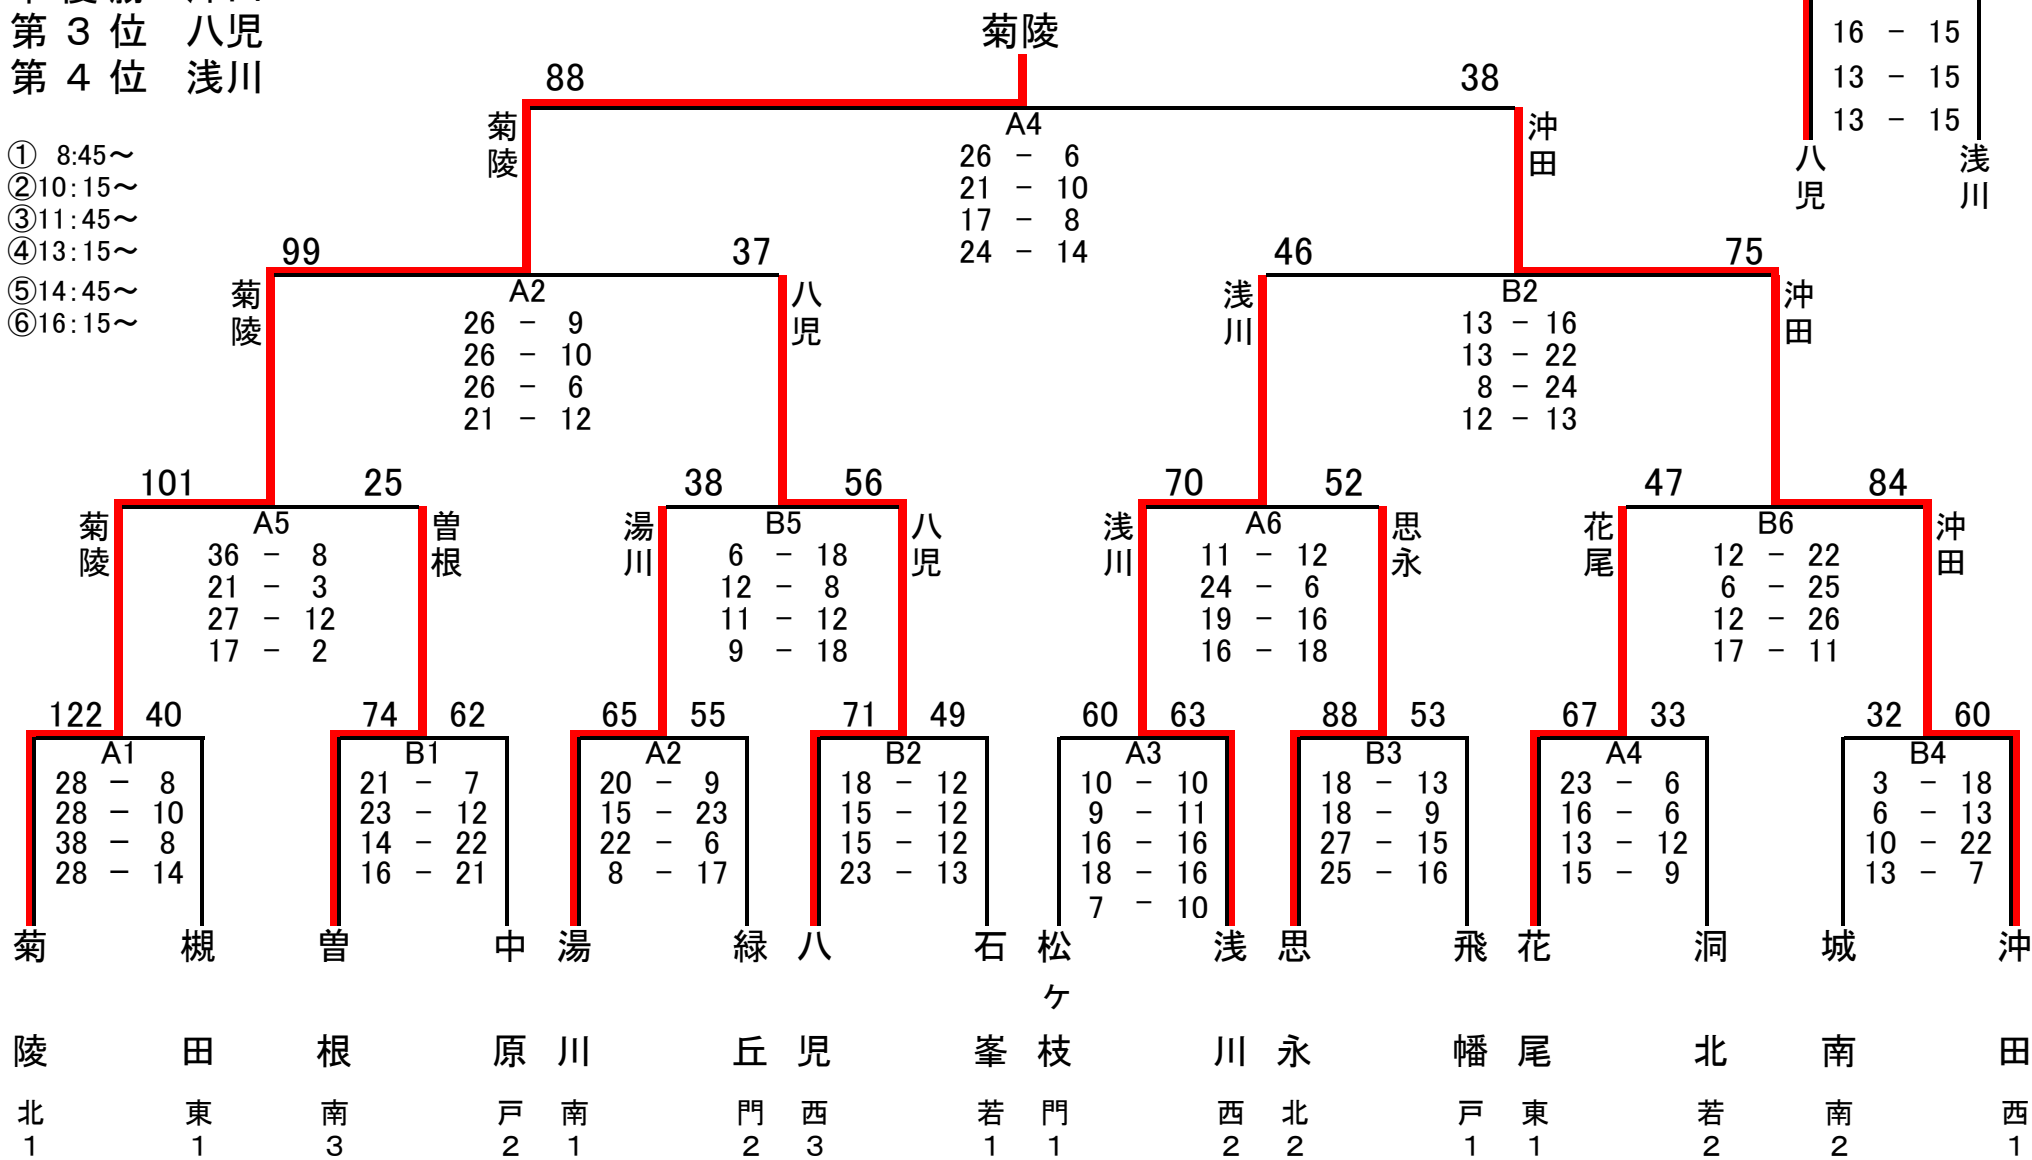 第 3 位 八児
第 4 位 浅川
① 8:45～
②10:15～
③11:45～
④13:15～
⑤14:45～
⑥16:15～
菊陵
88 38
菊陵 沖田
A4
26 － 6
21 － 10
17 － 8
24 － 14
16 － 15
13 － 15
13 － 15
八児 浅川
99 37
菊陵 八児
A2
26 － 9
26 － 10
26 － 6
21 － 12
46 75
浅川 沖田
B2
13 － 16
13 － 22
8 － 24
12 － 13
101 25
菊陵 曽根
A5
36 － 8
21 － 3
27 － 12
17 － 2
38 56
湯川 八児
B5
6 － 18
12 － 8
11 － 12
9 － 18
70 52
浅川 思永
A6
11 － 12
24 － 6
19 － 16
16 － 18
47 84
花尾 沖田
B6
12 － 22
6 － 25
12 － 26
17 － 11
122 40
A1
28 － 8
28 － 10
38 － 8
28 － 14
74 62
B1
21 － 7
23 － 12
14 － 22
16 － 21
65 55
A2
20 － 9
15 － 23
22 － 6
8 － 17
71 49
B2
18 － 12
15 － 12
15 － 12
23 － 13
60 63
A3
10 － 10
9 － 11
16 － 16
18 － 16
7 － 10
88 53
B3
18 － 13
18 － 9
27 － 15
25 － 16
67 33
A4
23 － 6
16 － 6
13 － 12
15 － 9
32 60
B4
3 － 18
6 － 13
10 － 22
13 － 7
菊陵 北1
槻田 東1
曽根 南3
中原 戸2
湯川 南1
緑丘 門2
八児 西3
石峯 若1
松ヶ枝 門1
浅川 西2
思永 北2
飛幡 戸1
花尾 東1
洞北 若2
城南 南2
沖田 西1